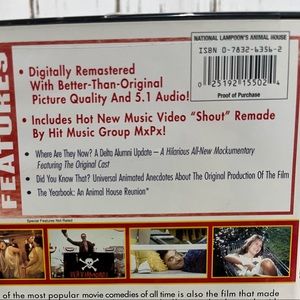 NATIONAL LAMPOON'S ANIMAL HOUSE
ISBN 0-7832-6356-2
0 25192 15502 4
Proof of Purchase
FEATURES
• Digitally Remastered
With Better-Than-Original
Picture Quality And 5.1 Audio!
• Includes Hot New Music Video “Shout” Remade
By Hit Music Group MxPx!
• Where Are They Now? A Delta Alumni Update – A Hilarious All-New Mockumentary
Featuring The Original Cast
• Did You Know That? Universal Animated Anecdotes About The Original Production Of The Film
• The Yearbook: An Animal House Reunion*
Special Features Not Rated
of the most popular movie comedies of all time is also the film that made